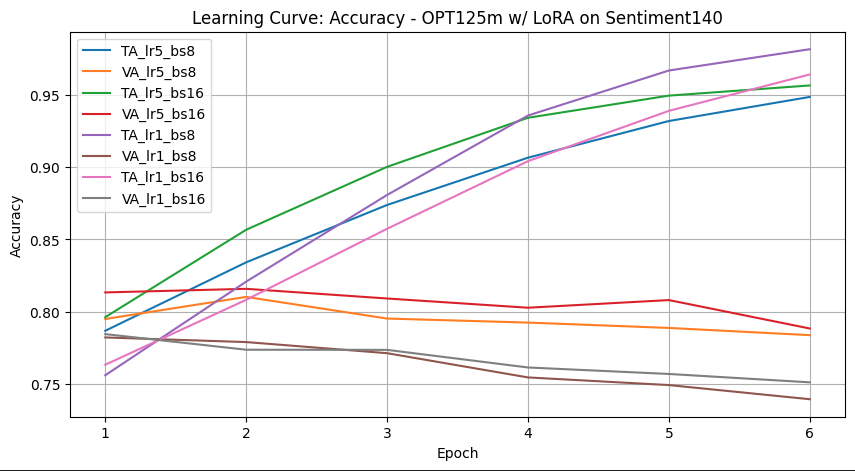 Learning Curve: Accuracy - OPT125m w/ LoRA on Sentiment140
TA_lr5_bs8
VA_lr5_bs8
TA_lr5_bs16
VA_lr5_bs16
TA_lr1_bs8
VA_lr1_bs8
TA_lr1_bs16
VA_lr1_bs16
0.95
0.90
0.85
0.80
0.75
Accuracy
1 2 3 4 5 6
Epoch